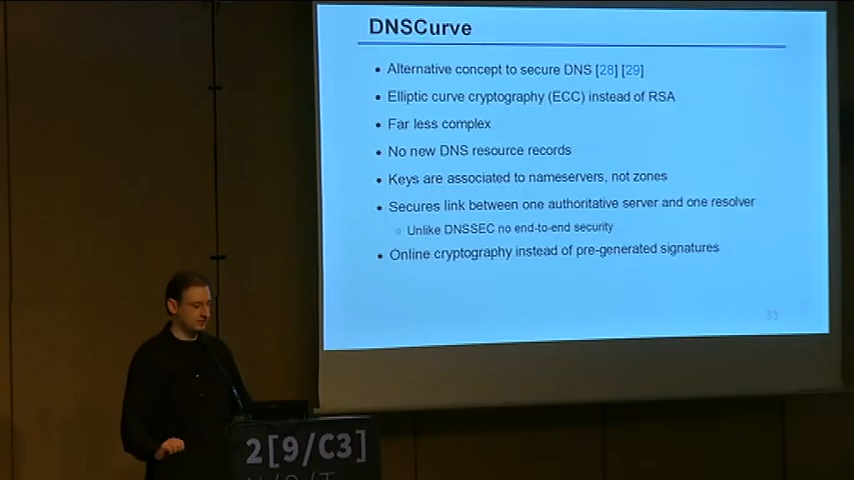 DNSCurve
• Alternative concept to secure DNS [28] [29]
• Elliptic curve cryptography (ECC) instead of RSA
• Far less complex
• No new DNS resource records
• Keys are associated to nameservers, not zones
• Secures link between one authoritative server and one resolver
○ Unlike DNSSEC no end-to-end security
• Online cryptography instead of pre-generated signatures
33
2[9/C3]